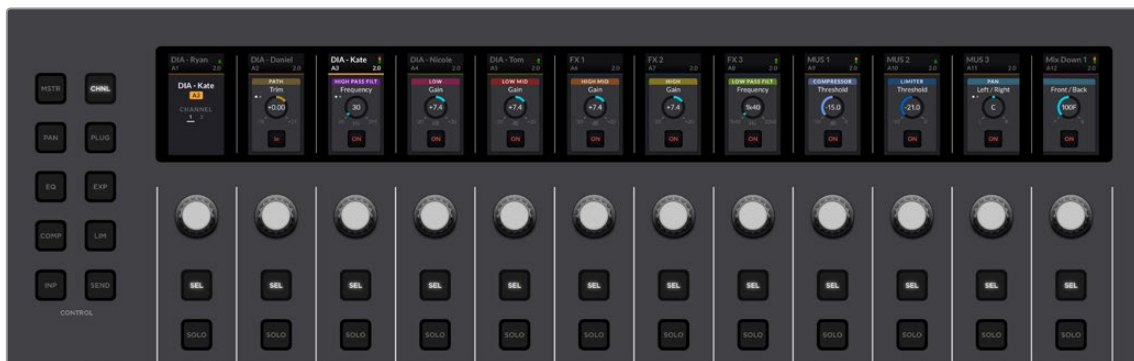 DIA - Ryan
A1 2.0
DIA - Daniel
A2 2.0
DIA - Kate
A3 2.0
DIA - Nicole
A4 2.0
DIA - Tom
A5 2.0
FX 1
A6 2.0
FX 2
A7 2.0
FX 3
A8 2.0
MUS 1
A9 2.0
MUS 2
A10 2.0
MUS 3
A11 2.0
Mix Down 1
A12 2.0
DIA - Kate
A3
CHANNEL
1 2
PATH
Trim
+0.00
In
HIGH PASS FILT
Frequency
30
Hz
ON
LOW
Gain
+7.4
dB
ON
LOW MID
Gain
+7.4
dB
ON
HIGH MID
Gain
+7.4
ON
HIGH
Gain
+7.4
ON
LOW PASS FILT
Frequency
5k40
Hz
ON
COMPRESSOR
Threshold
-15.0
dB
ON
LIMITER
Threshold
-21.0
ON
PAN
Left / Right
C
L R
ON
Front / Back
100F
ON
MSTR CHNL
PAN PLUG
EQ EXP
COMP LIM
INP SEND
CONTROL
SEL SEL SEL SEL SEL SEL SEL SEL SEL SEL SEL SEL
SOLO SOLO SOLO SOLO SOLO SOLO SOLO SOLO SOLO SOLO SOLO SOLO